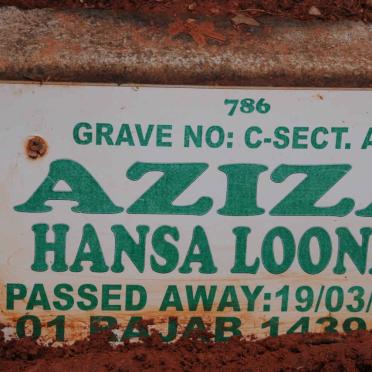 786
GRAVE NO: C-SECT. A
AZIZA
HANSA LOON
PASSED AWAY:19/03/
01 RAJAB 1439